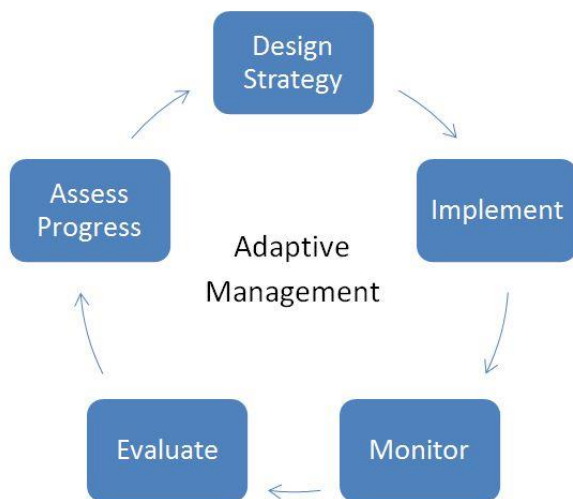 Design
Strategy
Implement
Monitor
Evaluate
Assess
Progress
Adaptive
Management